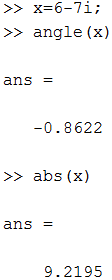 >> x=6-7i;
>> angle(x)
ans =
-0.8622
>> abs(x)
ans =
9.2195